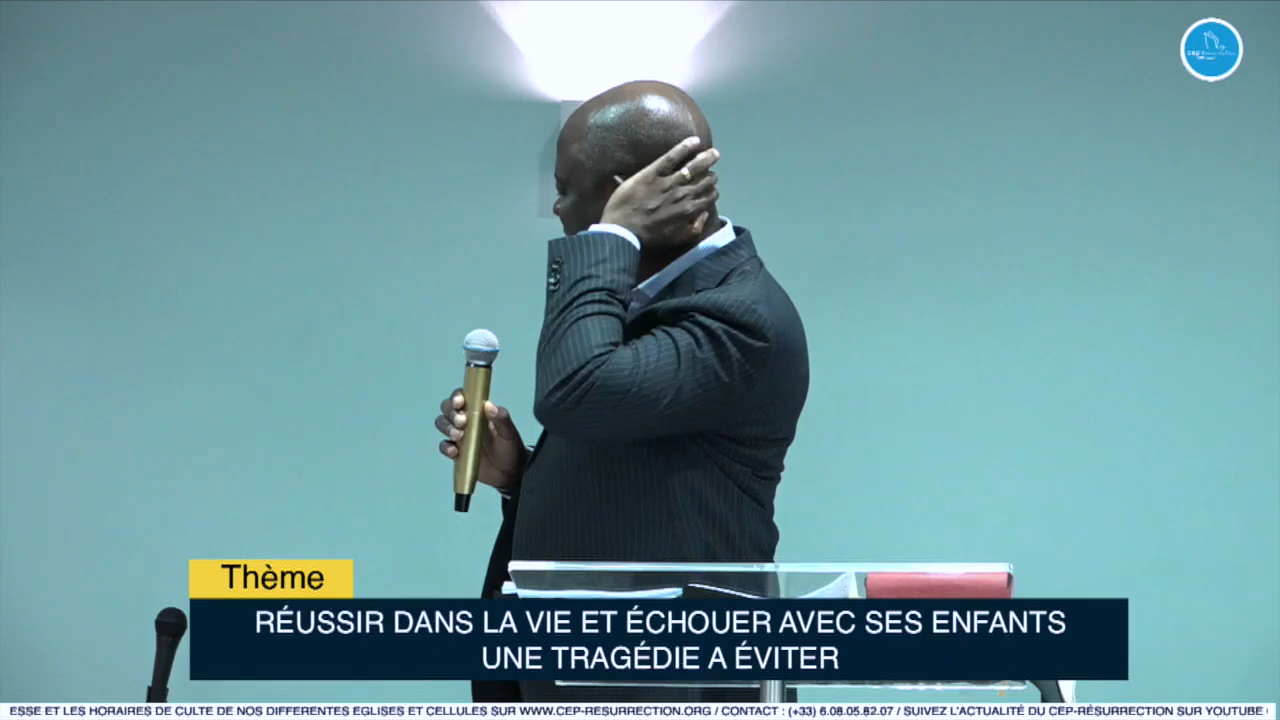 cep
Thème
RÉUSSIR DANS LA VIE ET ÉCHOUER AVEC SES ENFANTS
UNE TRAGÉDIE A ÉVITER
ESSE ET LES HORAIRES DE CULTE DE NOS DIFFERENTES EGLISES ET CELLULES SUR WWW.CEP-RESURRECTION.ORG / CONTACT : (+33) 6.08.05.82.07 / SUIVEZ L'ACTUALITÉ DU CEP-RÉSURRECTION SUR YOUTUBE